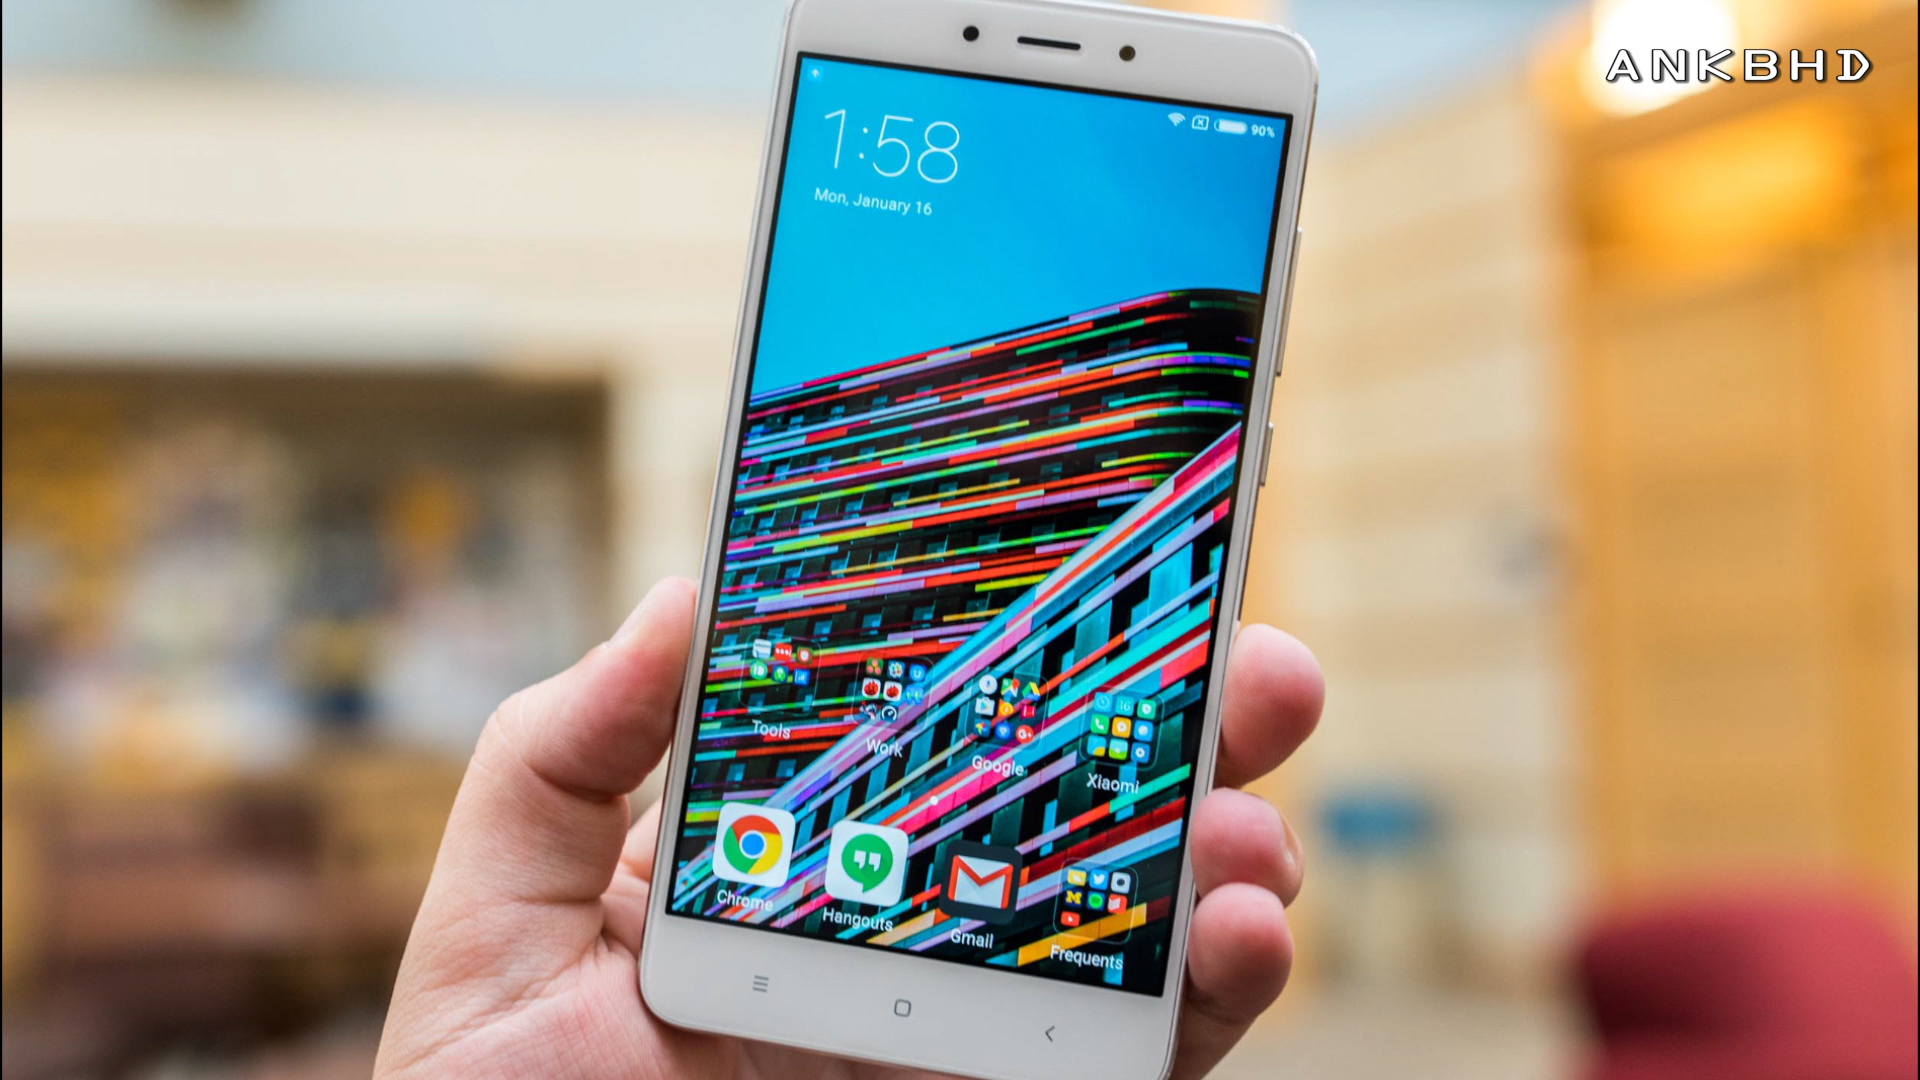 ANKBHD
90%
1:58
Mon, January 16
Tools
Work
Google
Xiaomi
Chrome
Hangouts
Gmail
Frequents